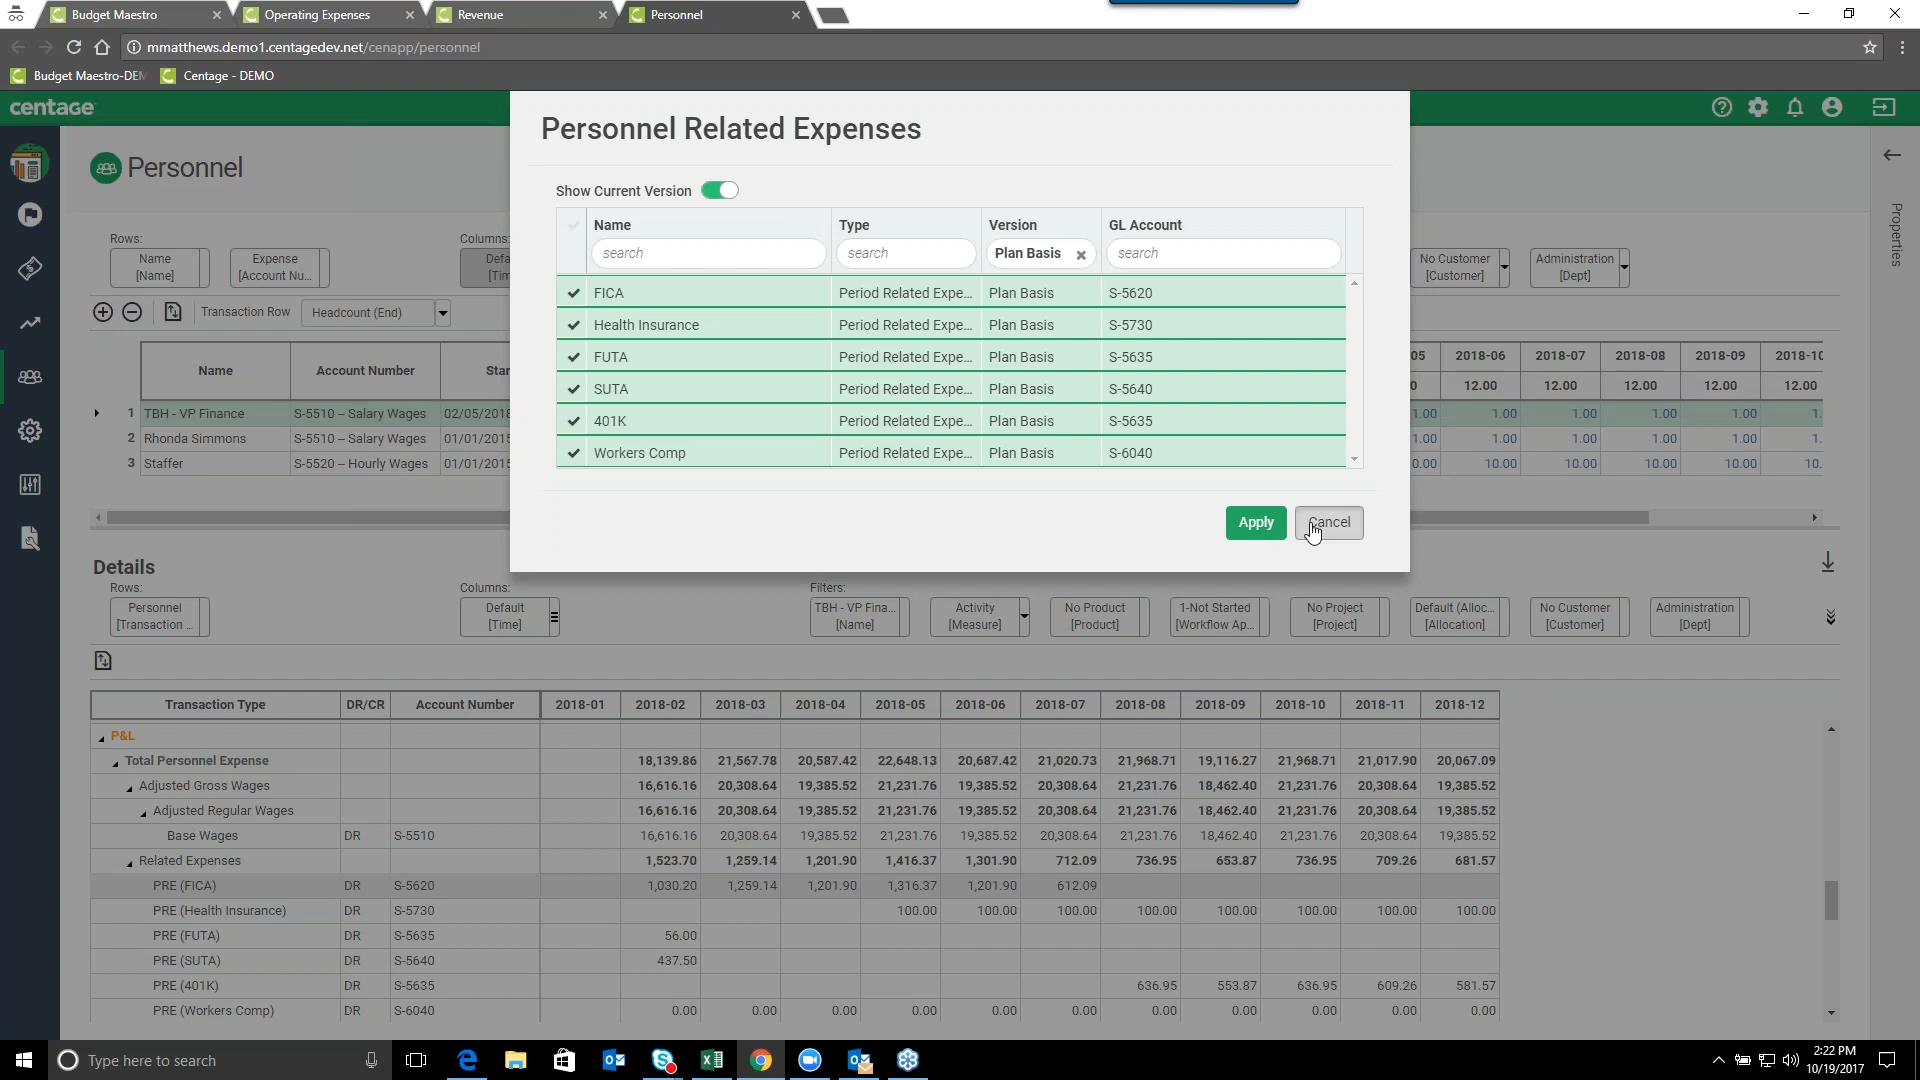 Budget Maestro
Operating Expenses
Revenue
Personnel
mmatthews.demo1.centagedev.net/cenapp/personnel
Budget Maestro-DEM
Centage - DEMO
centage
Personnel
Personnel Related Expenses
Show Current Version
Name Type Version GL Account
search search Plan Basis search
FICA Period Related Expe... Plan Basis S-5620
Health Insurance Period Related Expe... Plan Basis S-5730
FUTA Period Related Expe... Plan Basis S-5635
SUTA Period Related Expe... Plan Basis S-5640
401K Period Related Expe... Plan Basis S-5635
Workers Comp Period Related Expe... Plan Basis S-6040
Apply Cancel
Properties
Rows: Columns:
Name Expense Defa No Customer Administration
[Name] [Account Nu... [Tim [Customer] [Dept]
Transaction Row Headcount (End)
Name Account Number Star 05 2018-06 2018-07 2018-08 2018-09 2018-10
0 12.00 12.00 12.00 12.00 12.00
1 TBH - VP Finance S-5510 – Salary Wages 02/05/2018 1.00 1.00 1.00 1.00 1.00 1.
2 Rhonda Simmons S-5510 – Salary Wages 01/01/2015 1.00 1.00 1.00 1.00 1.00 1.
3 Staffer S-5520 – Hourly Wages 01/01/2015 0.00 10.00 10.00 10.00 10.00 10.
Details
Rows: Columns: Filters:
Personnel Default TBH - VP Fina... Activity No Product 1-Not Started No Project Default (Alloc... No Customer Administration
[Transaction ... [Time] [Name] [Measure] [Product] [Workflow Ap... [Project] [Allocation] [Customer] [Dept]
Transaction Type DR/CR Account Number 2018-01 2018-02 2018-03 2018-04 2018-05 2018-06 2018-07 2018-08 2018-09 2018-10 2018-11 2018-12
P&L
Total Personnel Expense 18,139.86 21,567.78 20,587.42 22,648.13 20,687.42 21,020.73 21,968.71 19,116.27 21,968.71 21,017.90 20,067.09
Adjusted Gross Wages 16,616.16 20,308.64 19,385.52 21,231.76 19,385.52 20,308.64 21,231.76 18,462.40 21,231.76 20,308.64 19,385.52
Adjusted Regular Wages 16,616.16 20,308.64 19,385.52 21,231.76 19,385.52 20,308.64 21,231.76 18,462.40 21,231.76 20,308.64 19,385.52
Base Wages DR S-5510 16,616.16 20,308.64 19,385.52 21,231.76 19,385.52 20,308.64 21,231.76 18,462.40 21,231.76 20,308.64 19,385.52
Related Expenses 1,523.70 1,259.14 1,201.90 1,416.37 1,301.90 712.09 736.95 653.87 736.95 709.26 681.57
PRE (FICA) DR S-5620 1,030.20 1,259.14 1,201.90 1,316.37 1,201.90 612.09
PRE (Health Insurance) DR S-5730 100.00 100.00 100.00 100.00 100.00 100.00 100.00 100.00
PRE (FUTA) DR S-5635 56.00
PRE (SUTA) DR S-5640 437.50
PRE (401K) DR S-5635 636.95 553.87 636.95 609.26 581.57
PRE (Workers Comp) DR S-6040 0.00 0.00 0.00 0.00 0.00 0.00 0.00 0.00 0.00 0.00 0.00
Type here to search
2:22 PM
10/19/2017